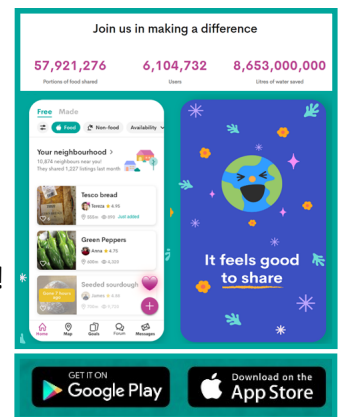 Join us in making a difference
57,921,276 6,104,732 8,653,000,000
Portions of food shared Users Litres of water saved
Free Made
Food Non-food Availability
Your neighbourhood >
10,874 neighbours near you!
They shared 1,227 listings last month
Tesco bread
Tereza 4.98
Just added
Green Peppers
Anna 4.75
Seeded sourdough
James
Home Map Goals Forum Messages
It feels good
to share
!
GET IT ON
Google Play
Download on the
App Store